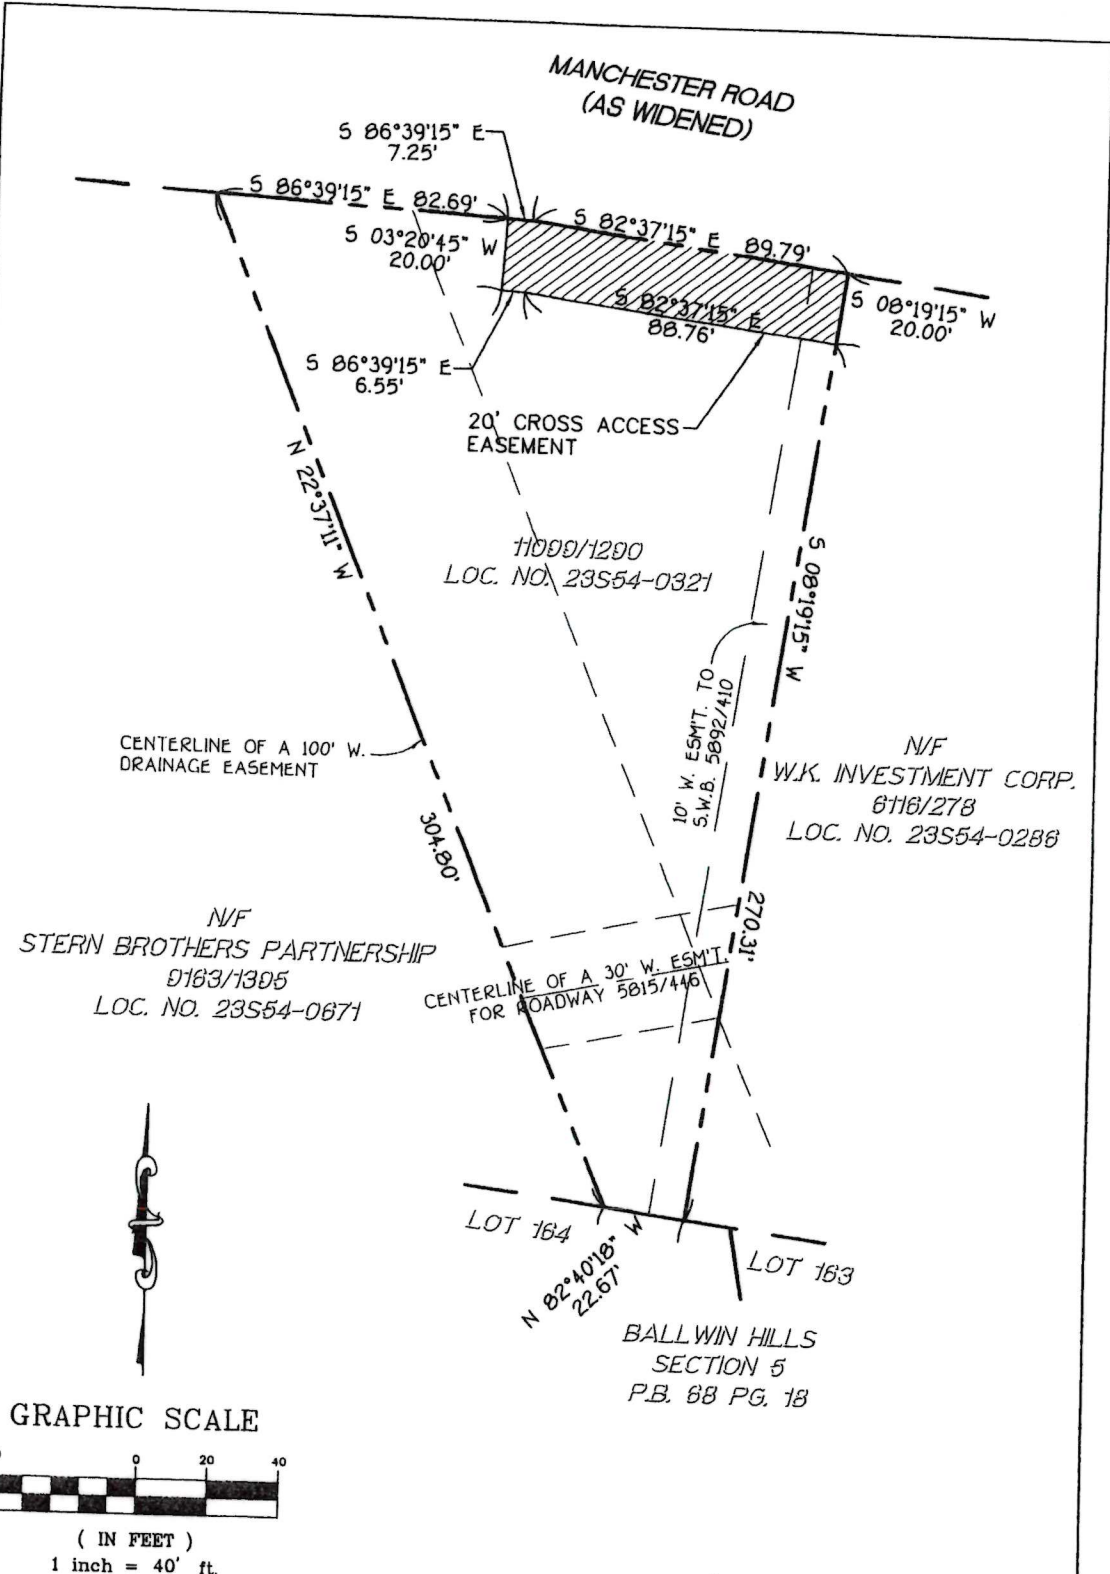 MANCHESTER ROAD
(AS WIDENED)
S 86°39'15" E
7.25'
S 86°39'15" E 82.69'
S 82°37'15" E 89.79'
S 03°20'45" W
20.00'
S 08°19'15" W
20.00'
S 82°37'15" E
88.76'
S 86°39'15" E
6.55'
20' CROSS ACCESS
EASEMENT
N 22°37'11" W
304.80'
11099/1290
LOC. NO. 23S54-0321
S 08°19'15" W
270.31'
10' W. ESM'T. TO
S.W.B. 5892/410
CENTERLINE OF A 100' W.
DRAINAGE EASEMENT
N/F
W.K. INVESTMENT CORP.
6116/278
LOC. NO. 23S54-0286
N/F
STERN BROTHERS PARTNERSHIP
9163/1395
LOC. NO. 23S54-0671
CENTERLINE OF A 30' W. ESM'T.
FOR ROADWAY 5815/446
LOT 164
N 82°40'18" W
22.67'
LOT 163
BALLWIN HILLS
SECTION 5
P.B. 68 PG. 18
GRAPHIC SCALE
0 20 40
( IN FEET )
1 inch = 40' ft.